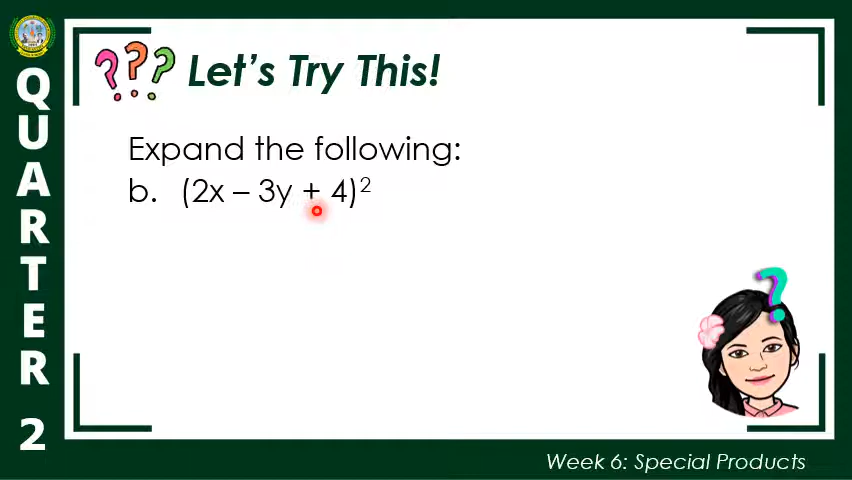 Let's Try This!
Expand the following:
b. (2x – 3y + 4)²
QUARTER 2
Week 6: Special Products